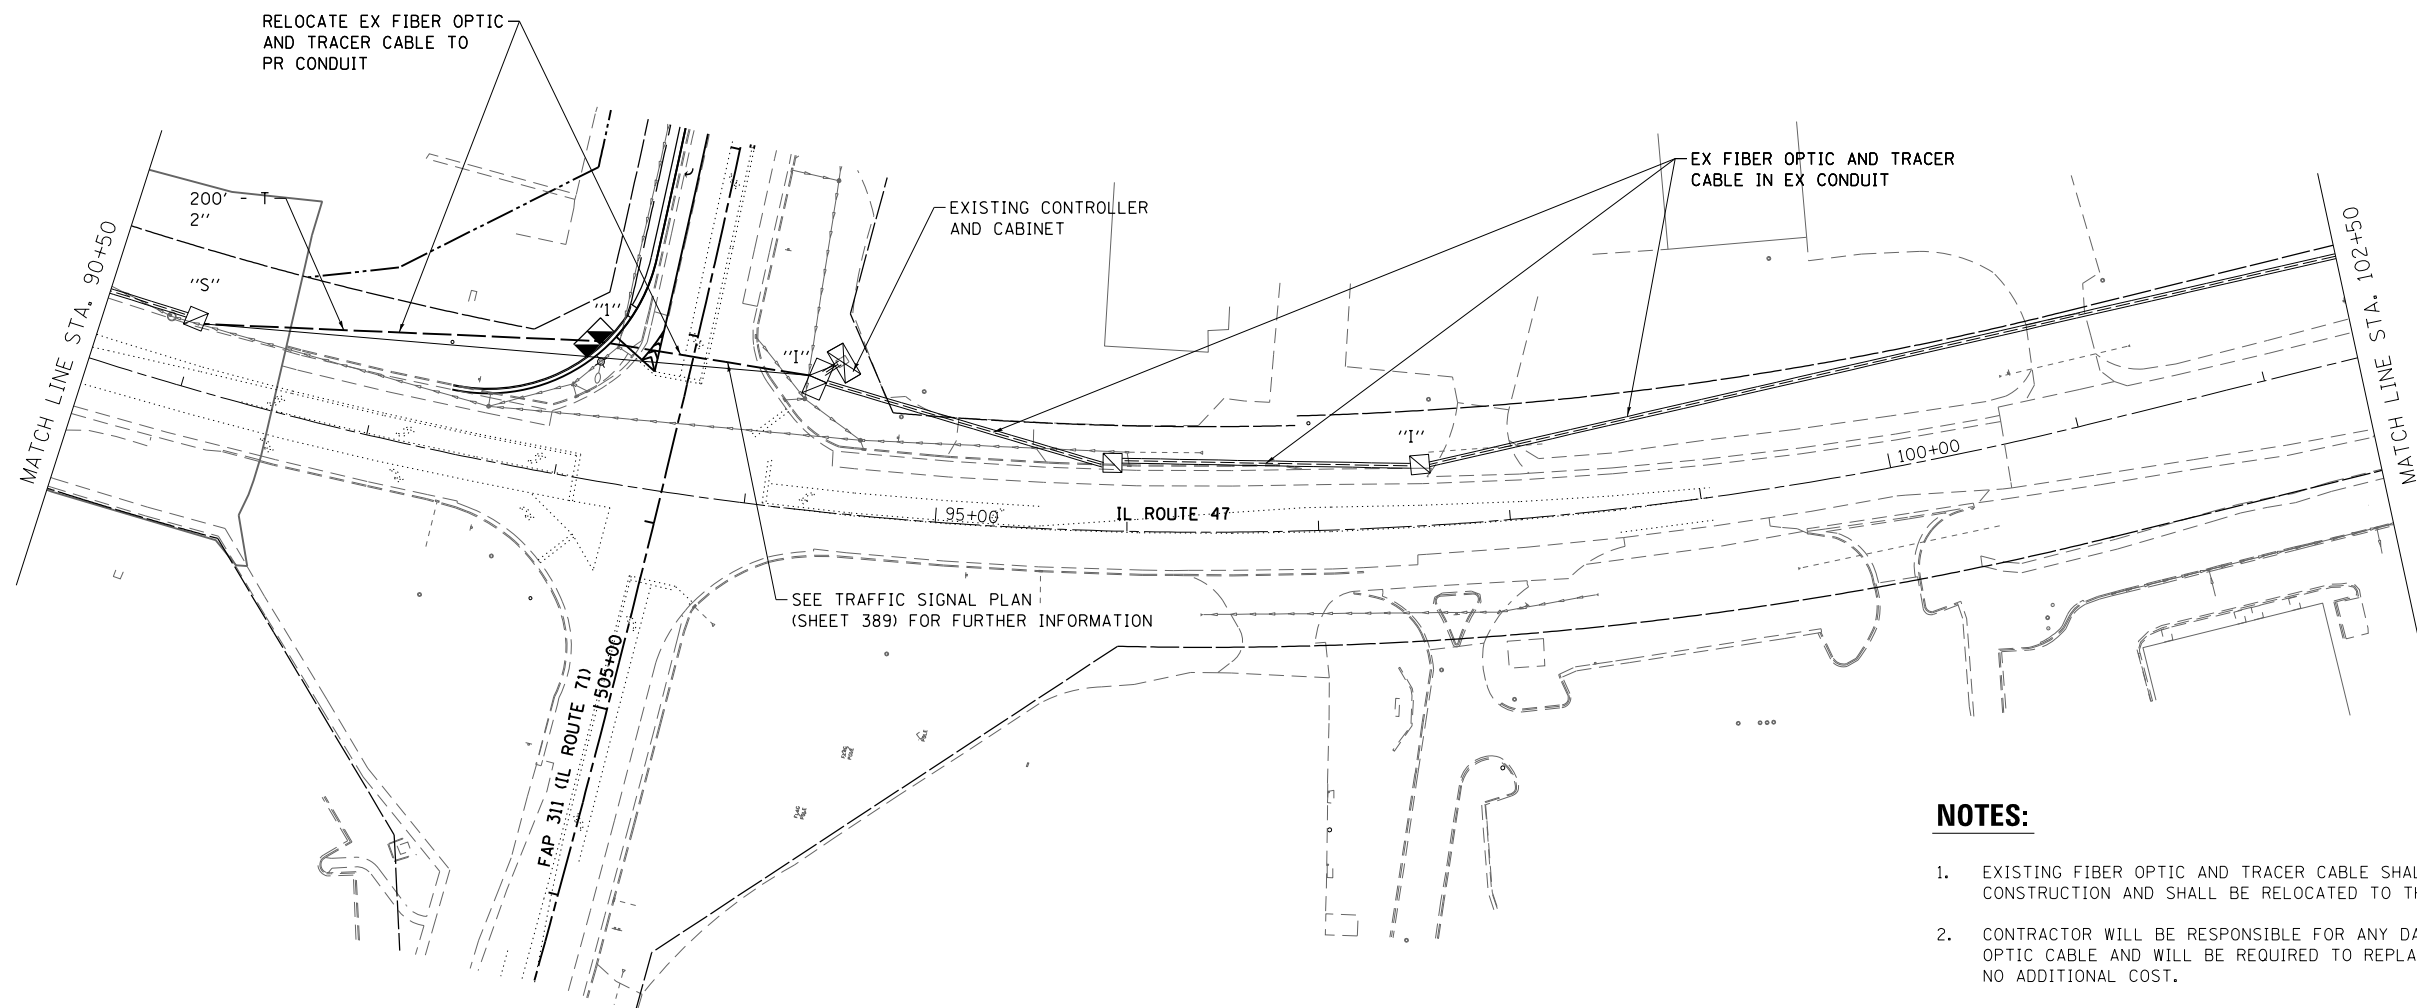 RELOCATE EX FIBER OPTIC
AND TRACER CABLE TO
PR CONDUIT
EX FIBER OPTIC AND TRACER
CABLE IN EX CONDUIT
200' - T
2''
EXISTING CONTROLLER
AND CABINET
MATCH LINE STA. 90+50
MATCH LINE STA. 102+50
''S''
''I''
''I''
''I''
100+00
95+00
IL ROUTE 47
SEE TRAFFIC SIGNAL PLAN
(SHEET 389) FOR FURTHER INFORMATION
FAP 311 (IL ROUTE 71)
505+00
NOTES:
1. EXISTING FIBER OPTIC AND TRACER CABLE
CONSTRUCTION AND SHALL BE RELOCATED TO
2. CONTRACTOR WILL BE RESPONSIBLE FOR ANY
OPTIC CABLE AND WILL BE REQUIRED TO
NO ADDITIONAL COST.